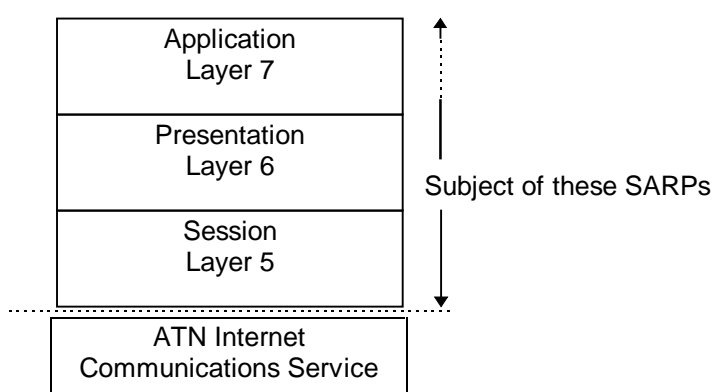 Application
Layer 7
Presentation
Layer 6
Subject of these SARPs
Session
Layer 5
ATN Internet
Communications Service